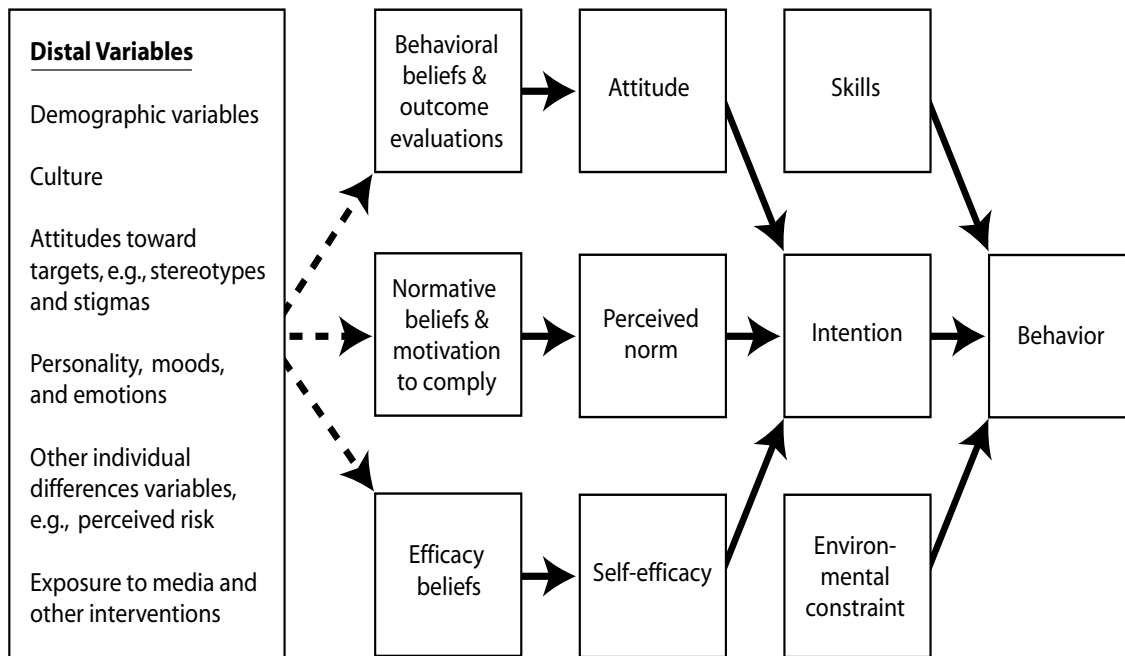 Distal Variables
Demographic variables
Culture
Attitudes toward
targets, e.g., stereotypes
and stigmas
Personality, moods,
and emotions
Other individual
differences variables,
e.g., perceived risk
Exposure to media and
other interventions
Behavioral
beliefs &
outcome
evaluations
Attitude
Skills
Normative
beliefs &
motivation
to comply
Perceived
norm
Intention
Behavior
Efficacy
beliefs
Self-efficacy
Environ-
mental
constraint